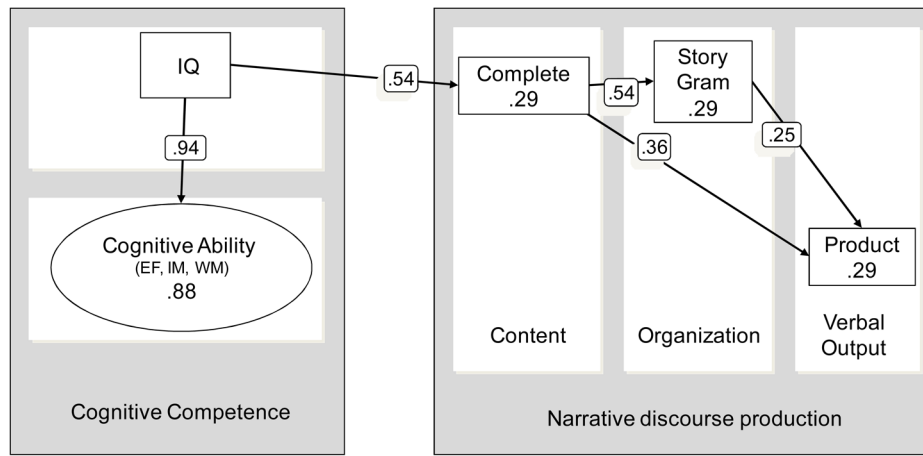 IQ
.94
Cognitive Ability
(EF, IM, WM)
.88
Cognitive Competence
.54
Complete
.29
.54
Story
Gram
.29
.36
.25
Product
.29
Content
Organization
Verbal
Output
Narrative discourse production